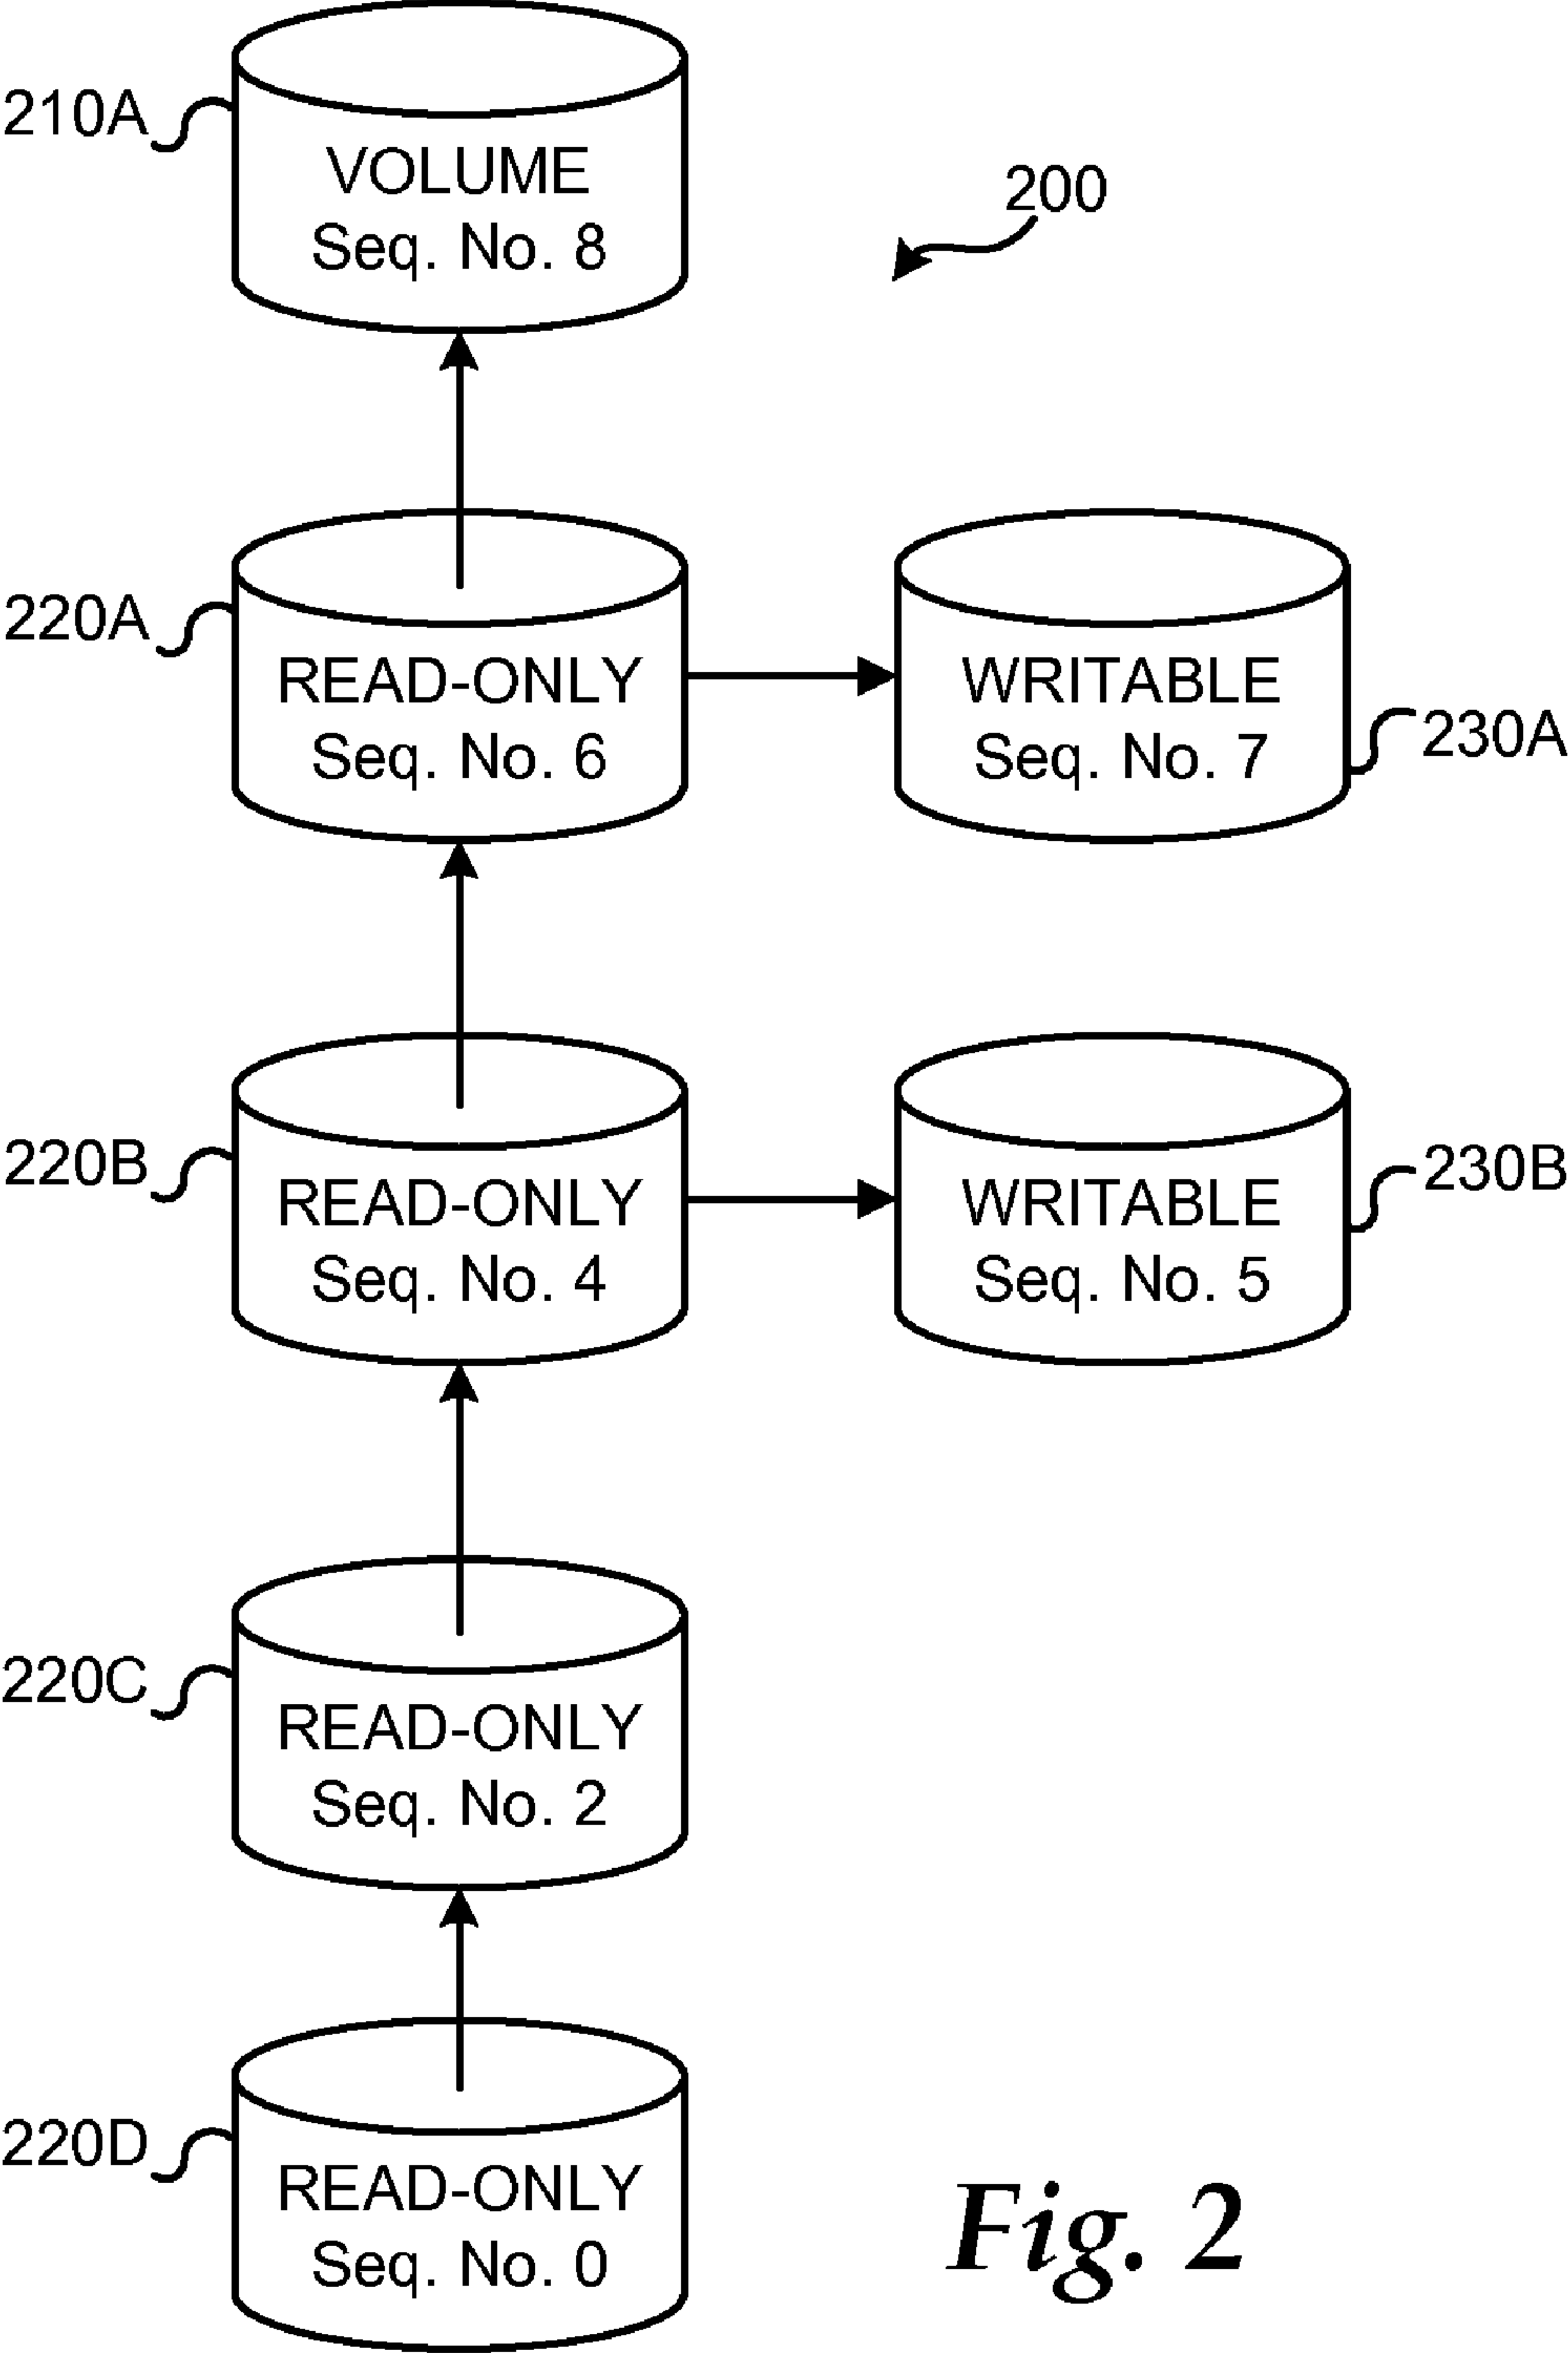 210A
VOLUME
Seq. No. 8
200
220A
READ-ONLY
Seq. No. 6
WRITABLE
Seq. No. 7
230A
220B
READ-ONLY
Seq. No. 4
WRITABLE
Seq. No. 5
230B
220C
READ-ONLY
Seq. No. 2
220D
READ-ONLY
Seq. No. 0
Fig. 2